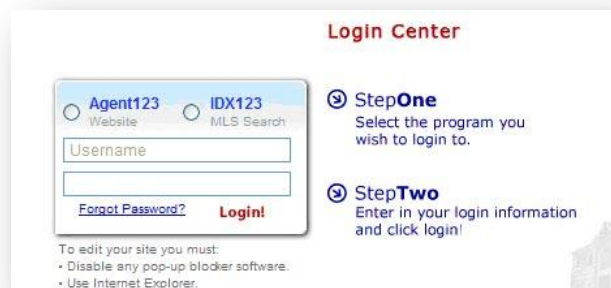 Login Center
Agent123
Website
IDX123
MLS Search
Username
Forgot Password?
Login!
To edit your site you must:
• Disable any pop-up blocker software.
• Use Internet Explorer.
StepOne
Select the program you
wish to login to.
StepTwo
Enter in your login information
and click login!